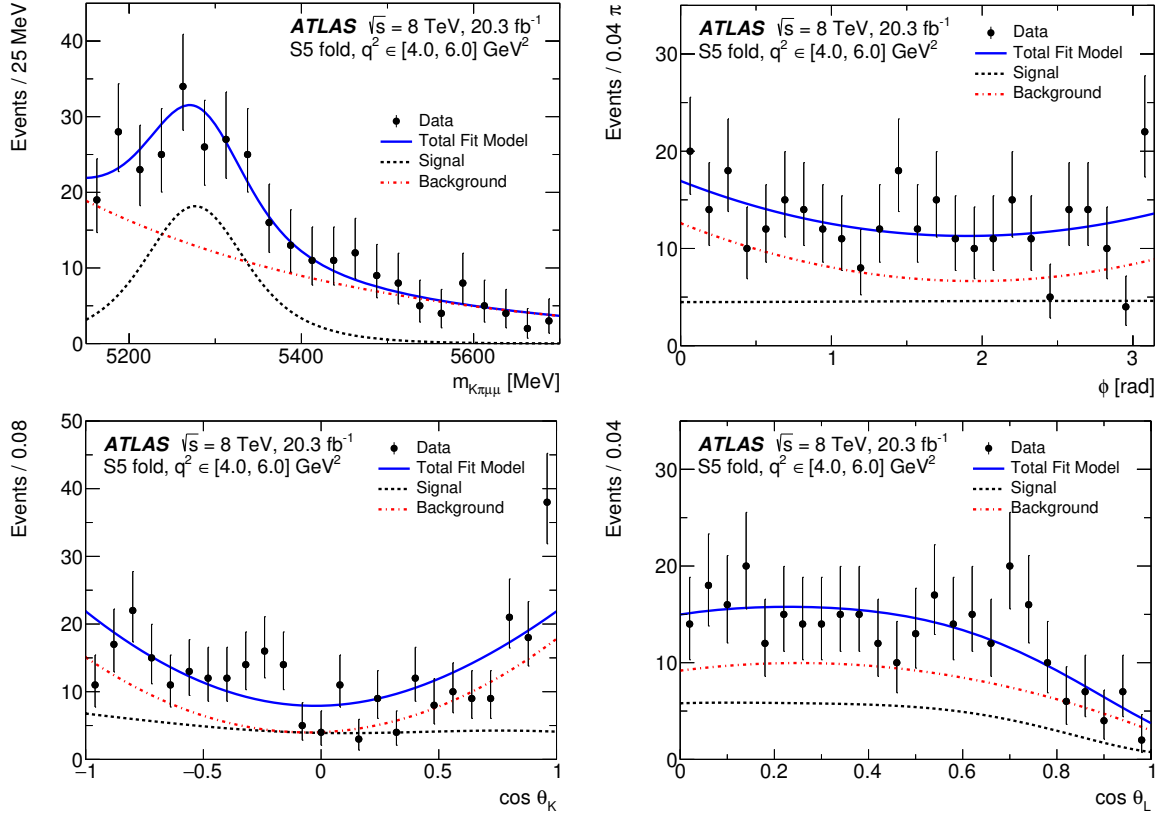 Events / 25 MeV
40
30
20
10
0
ATLAS √s = 8 TeV, 20.3 fb⁻¹
S5 fold, q² ∈ [4.0, 6.0] GeV²
Data
Total Fit Model
Signal
Background
5200 5400 5600
m_Kπμμ [MeV]
Events / 0.04 π
30
20
10
0
ATLAS √s = 8 TeV, 20.3 fb⁻¹
S5 fold, q² ∈ [4.0, 6.0] GeV²
Data
Total Fit Model
Signal
Background
0 1 2 3
ϕ [rad]
Events / 0.08
50
40
30
20
10
0
ATLAS √s = 8 TeV, 20.3 fb⁻¹
S5 fold, q² ∈ [4.0, 6.0] GeV²
Data
Total Fit Model
Signal
Background
−1 −0.5 0 0.5 1
cos θ_K
Events / 0.04
30
20
10
0
ATLAS √s = 8 TeV, 20.3 fb⁻¹
S5 fold, q² ∈ [4.0, 6.0] GeV²
Data
Total Fit Model
Signal
Background
0 0.2 0.4 0.6 0.8 1
cos θ_L